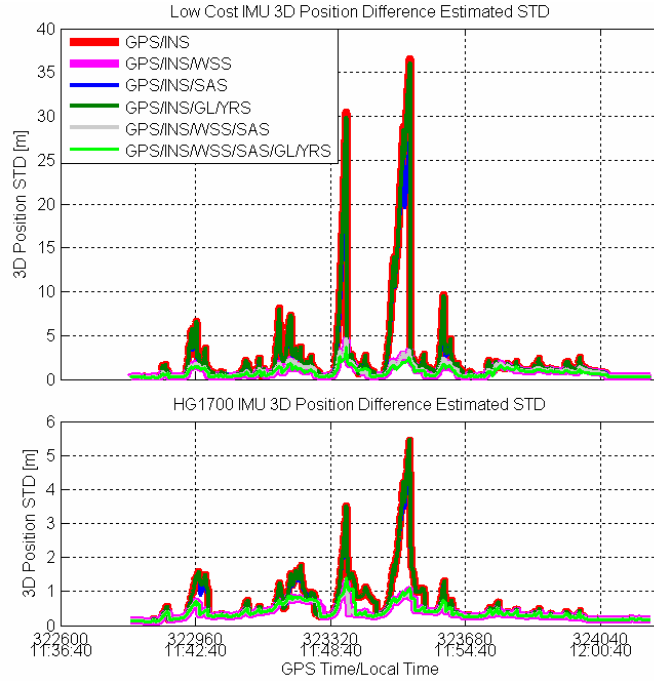 Low Cost IMU 3D Position Difference Estimated STD
40
35
30
25
20
15
10
5
0
3D Position STD [m]
GPS/INS
GPS/INS/WSS
GPS/INS/SAS
GPS/INS/GL/YRS
GPS/INS/WSS/SAS
GPS/INS/WSS/SAS/GL/YRS
HG1700 IMU 3D Position Difference Estimated STD
6
5
4
3
2
1
0
3D Position STD [m]
322600 322960 323320 323680 324040
11:36:40 11:42:40 11:48:40 11:54:40 12:00:40
GPS Time/Local Time